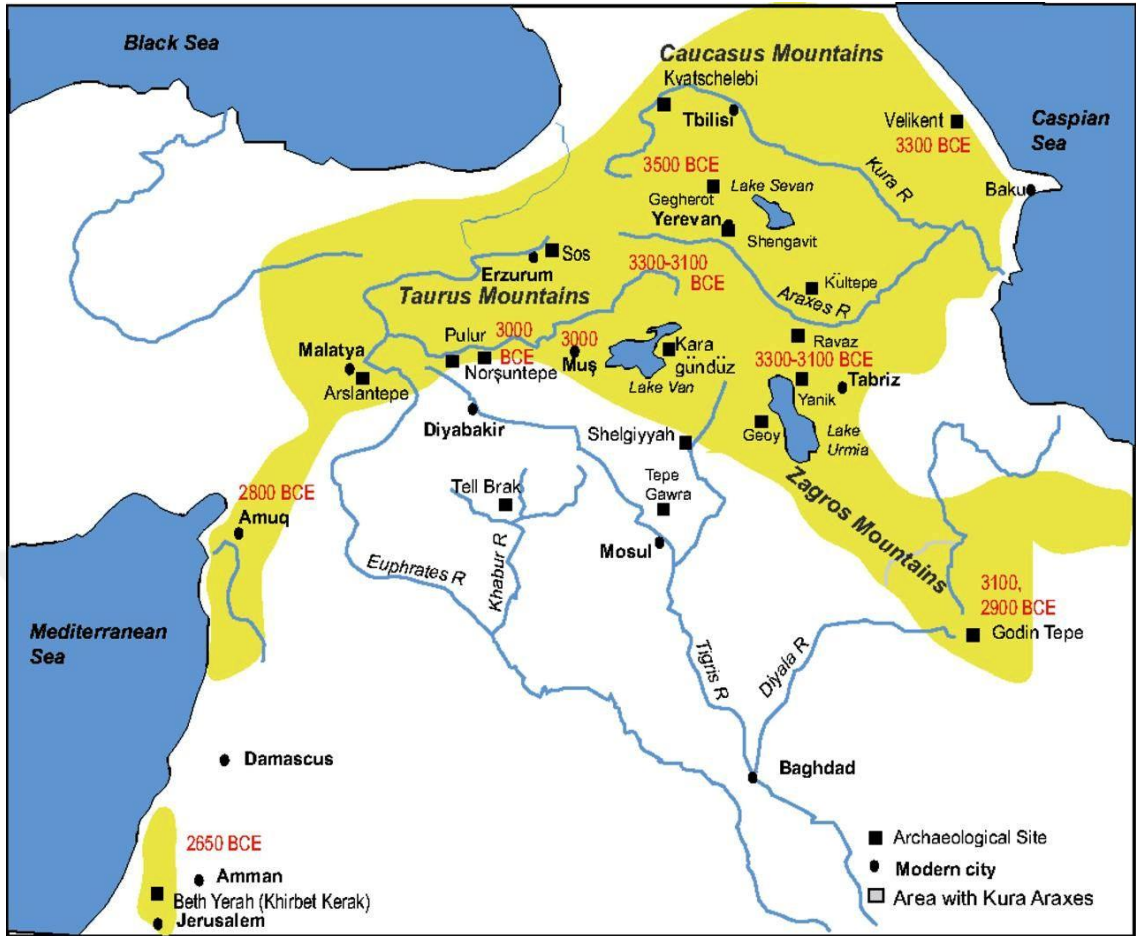 Black Sea
Caucasus Mountains
Kvatschelebi
Tbilisi
Velikent
3300 BCE
Caspian
Sea
3500 BCE
Kura R
Gegherot
Lake Sevan
Baku
Yerevan
Shengavit
Sos
Erzurum
3300-3100
BCE
Kültepe
Taurus Mountains
Araxes R
Pulur
3000
BCE
3000
Muş
Ravaz
Malatya
Norşuntepe
Kara
gündüz
3300-3100 BCE
Tabriz
Arslantepe
Lake Van
Yanik
Diyabakir
Shelgiyyah
Geoy
Lake
Urmia
Tell Brak
Tepe
Gawra
Zagros Mountains
2800 BCE
Amuq
Mosul
Euphrates R
Khabur R
3100,
2900 BCE
Mediterranean
Sea
Godin Tepe
Tigris R
Diyala R
Damascus
Baghdad
2650 BCE
Amman
Beth Yerah (Khirbet Kerak)
Jerusalem
Archaeological Site
Modern city
Area with Kura Araxes